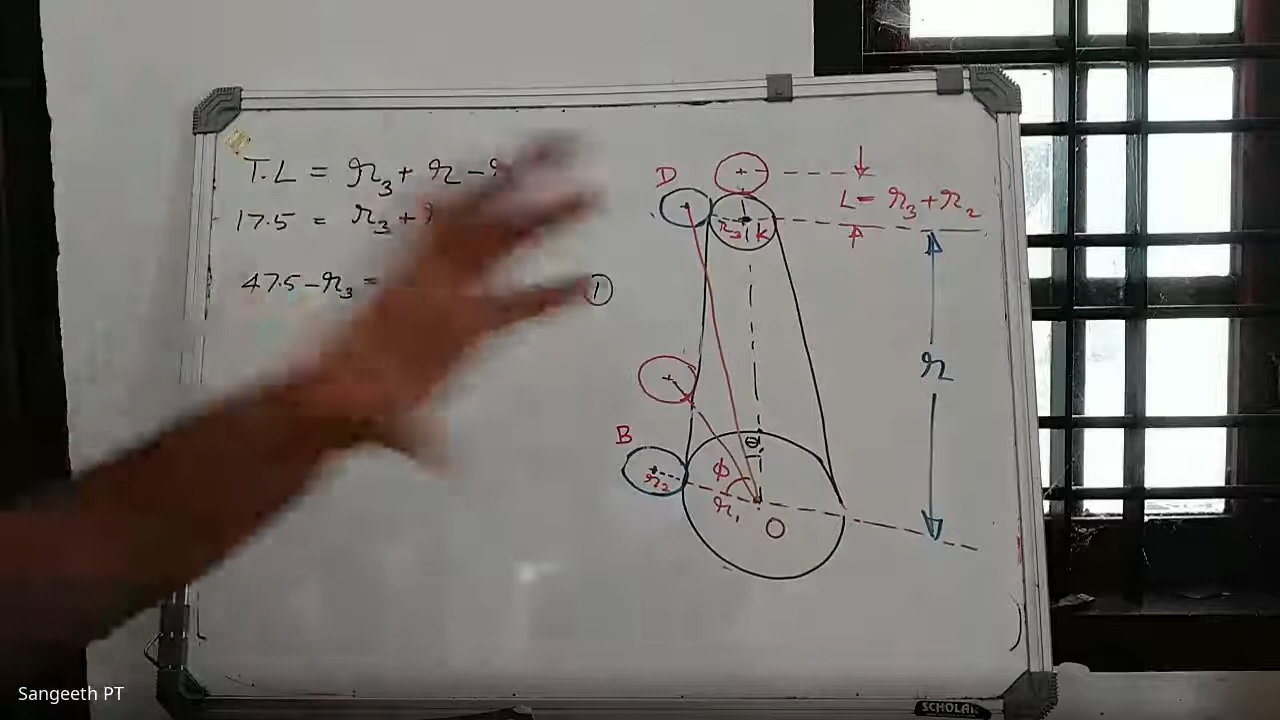 T.L = r₃ + r -
17.5 = r₃ +
47.5 - r₃ =
①
D
L = r₃ + r₂
r₃ K
r
B
θ
ϕ
r₂
r₁
O
SCHOLAR
Sangeeth PT